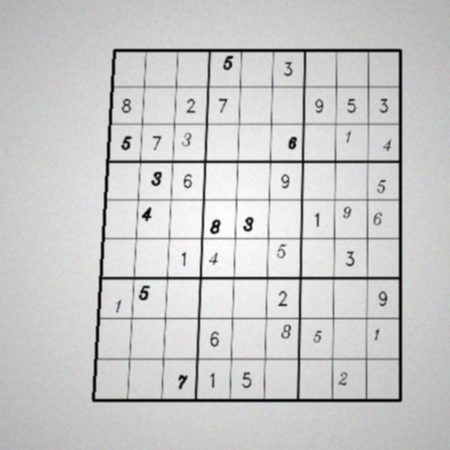 5 3
8 2 7 9 5 3
5 7 3 6 1 4
3 6 9 5
4 8 3 1 9 6
1 4 5 3
1 5 2 9
6 8 5 1
7 1 5 2